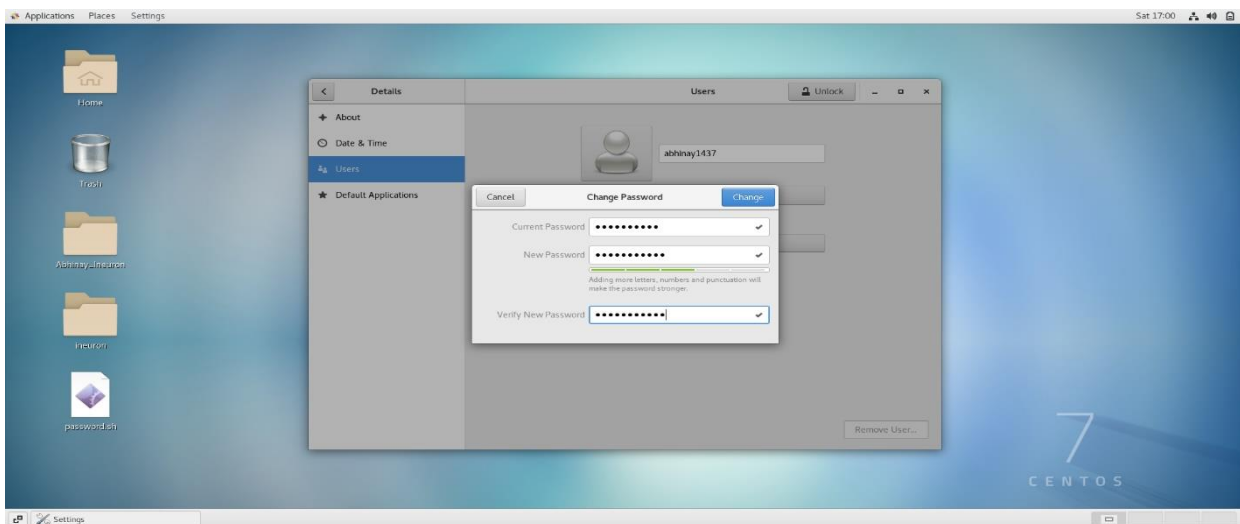 Applications Places Settings Sat 17:00
Home
Trash
Abhinay_Ineuron
ineuron
password.sh
Details Users Unlock
About
Date & Time
Users
Default Applications
abhinay1437
Cancel Change Password Change
Current Password ••••••••••
New Password •••••••••••
Adding more letters, numbers and punctuation will
make the password stronger.
Verify New Password •••••••••••
Remove User...
7
CENTOS
Settings